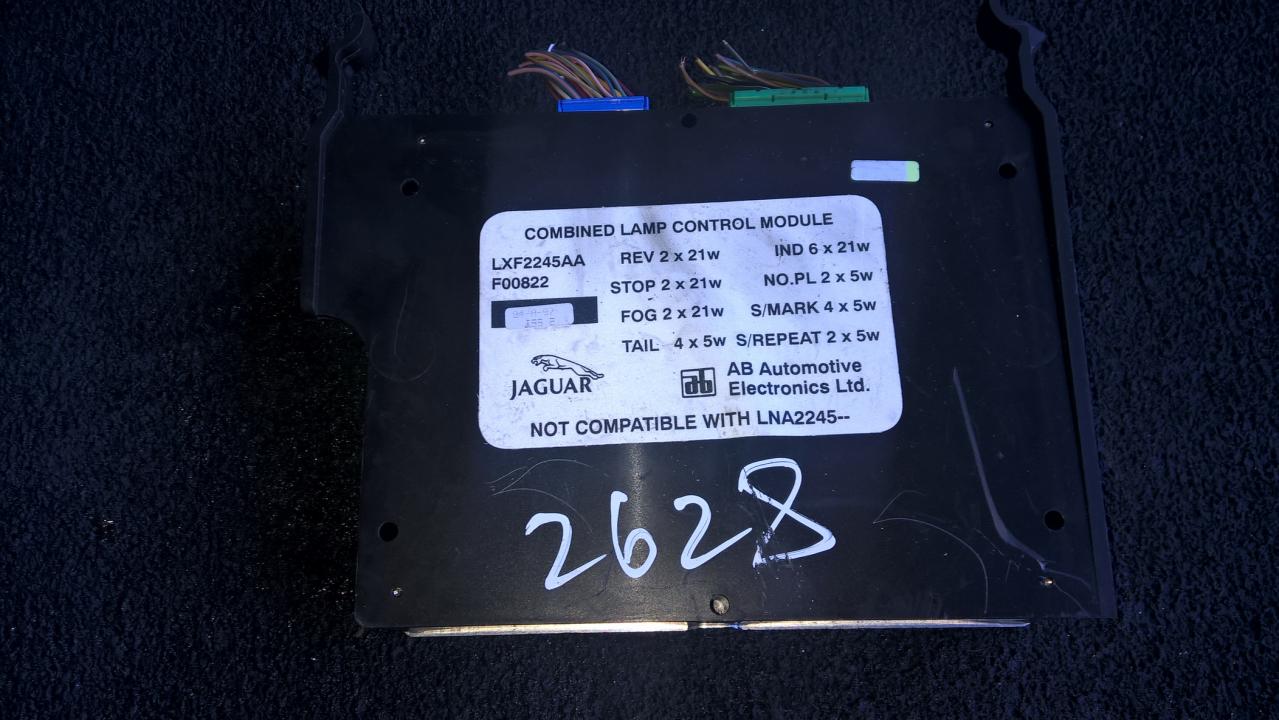 COMBINED LAMP CONTROL MODULE
LXF2245AA REV 2 x 21w IND 6 x 21w
F00822 STOP 2 x 21w NO.PL 2 x 5w
FOG 2 x 21w S/MARK 4 x 5w
TAIL 4 x 5w S/REPEAT 2 x 5w
JAGUAR ab AB Automotive
Electronics Ltd.
NOT COMPATIBLE WITH LNA2245--
2628